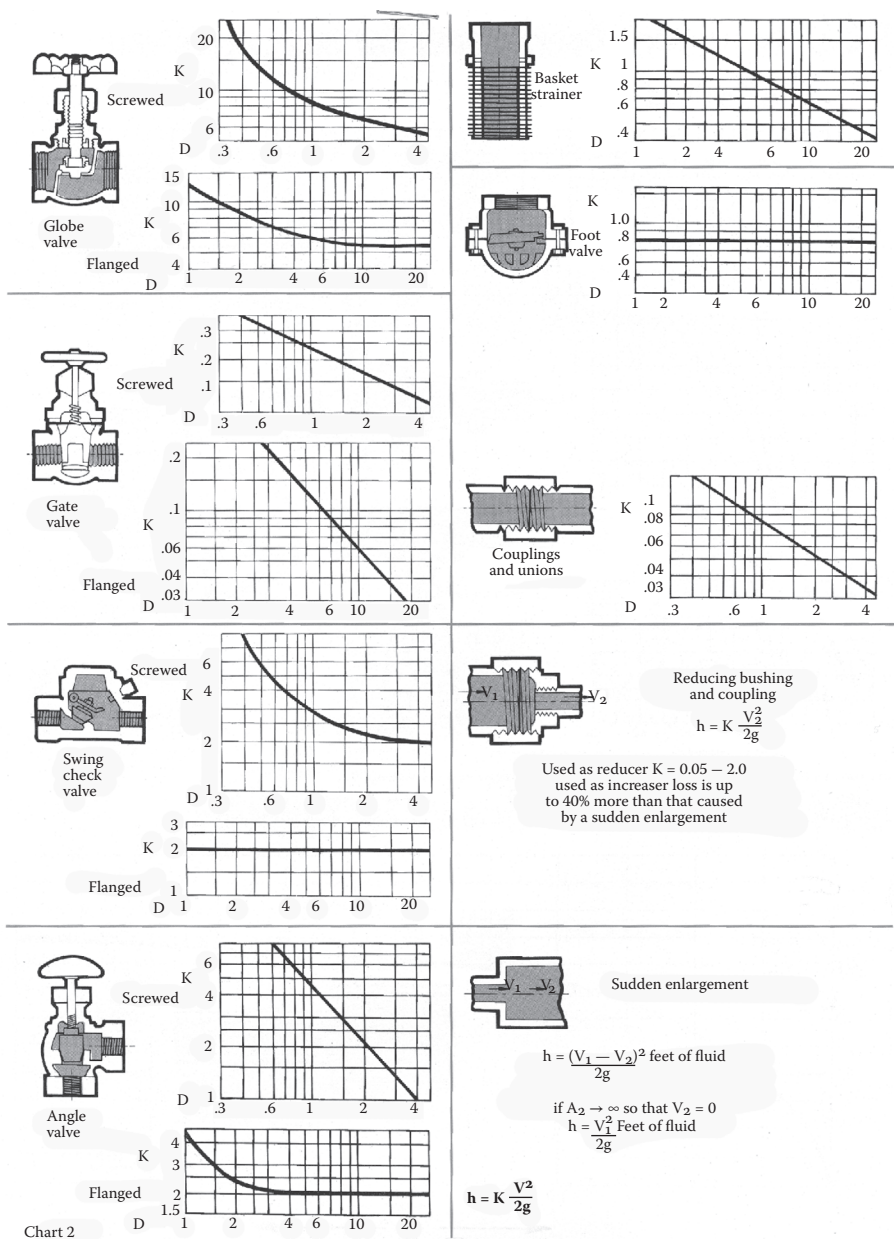 20
K
Screwed
10
6
D
.3 .6 1 2 4
15
10
K
6
4
Globe
valve
Flanged
D
1 2 4 6 10 20
K
Screwed
.3
.2
.1
D
.3 .6 1 2 4
.2
.1
K
.06
.04
.03
Gate
valve
Flanged
D
1 2 4 6 10 20
Screwed
K
6
4
2
1
D
.3 .6 1 2 4
Swing
check
valve
3
K 2
1
Flanged
D
1 2 4 6 10 20
K
Screwed
6
4
2
1
D
.3 .6 1 2 4
Angle
valve
K
4
3
2
1.5
Flanged
D
1 2 4 6 10 20
Chart 2
Basket
strainer
K
1.5
1
.8
.6
.4
D
1 2 4 6 10 20
Foot
valve
K
1.0
.8
.6
.4
D
1 2 4 6 10 20
Couplings
and unions
K
.1
.08
.06
.04
.03
D
.3 .6 1 2 4
V₁ V₂
Reducing bushing
and coupling
h = K V₂²/2g
Used as reducer K = 0.05 – 2.0
used as increaser loss is up
to 40% more than that caused
by a sudden enlargement
V₁ V₂
Sudden enlargement
h = (V₁ – V₂)²/2g feet of fluid
if A₂ → ∞ so that V₂ = 0
h = V₁²/2g Feet of fluid
h = K V²/2g